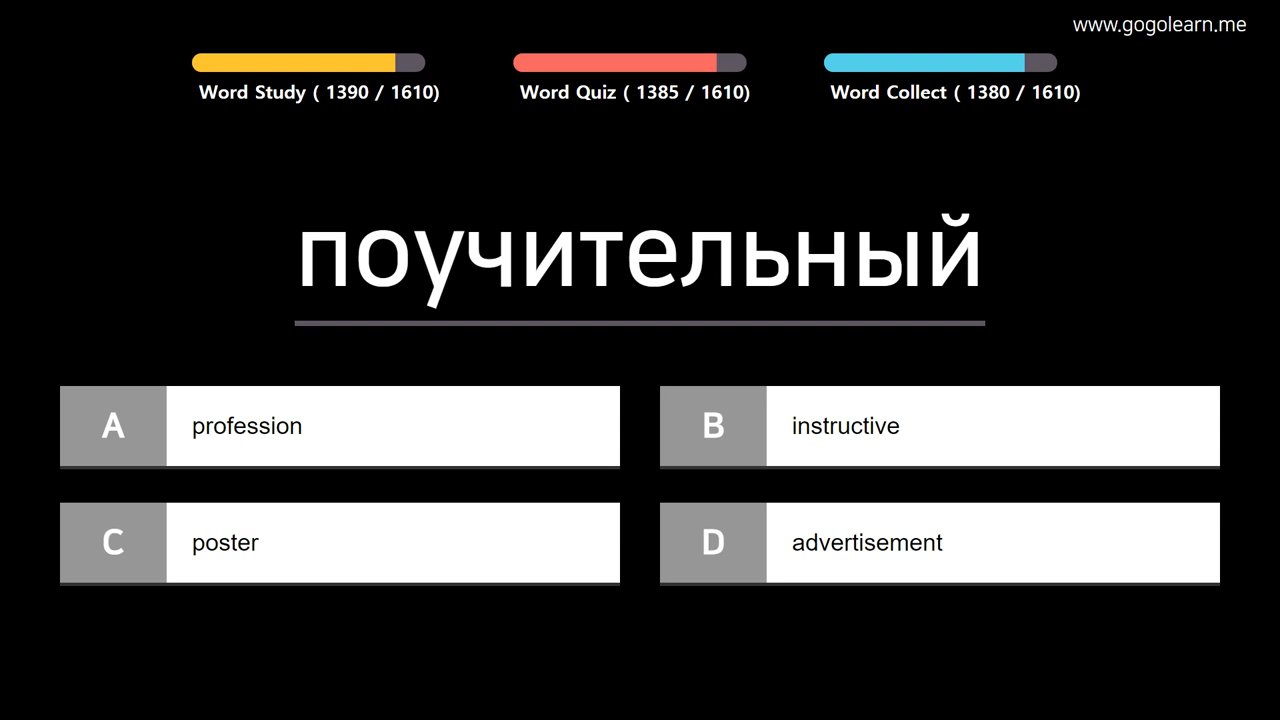 www.gogolearn.me
Word Study ( 1390 / 1610)
Word Quiz ( 1385 / 1610)
Word Collect ( 1380 / 1610)
поучительный
A profession
B instructive
C poster
D advertisement